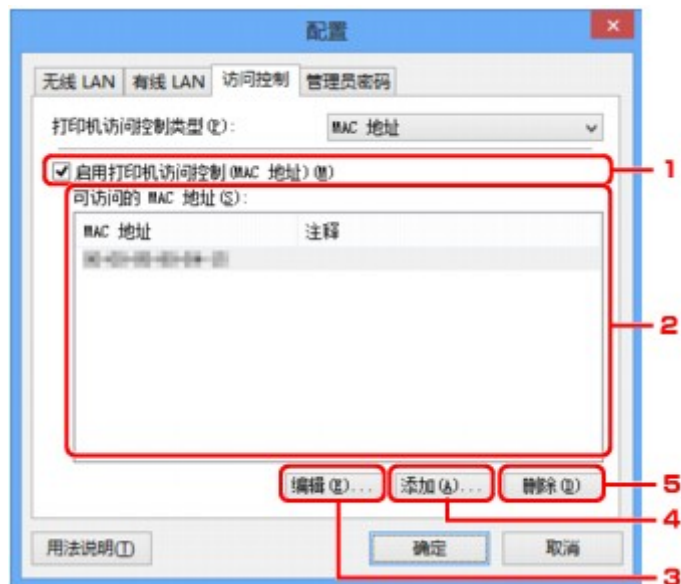 配置
无线 LAN 有线 LAN 访问控制 管理员密码
打印机访问控制类型(P): MAC 地址
启用打印机访问控制(MAC 地址)(M) 1
可访问的 MAC 地址(S):
MAC 地址 注释
2
编辑(E)... 添加(A)... 删除(D) 5
4
用法说明(I) 确定 取消
3